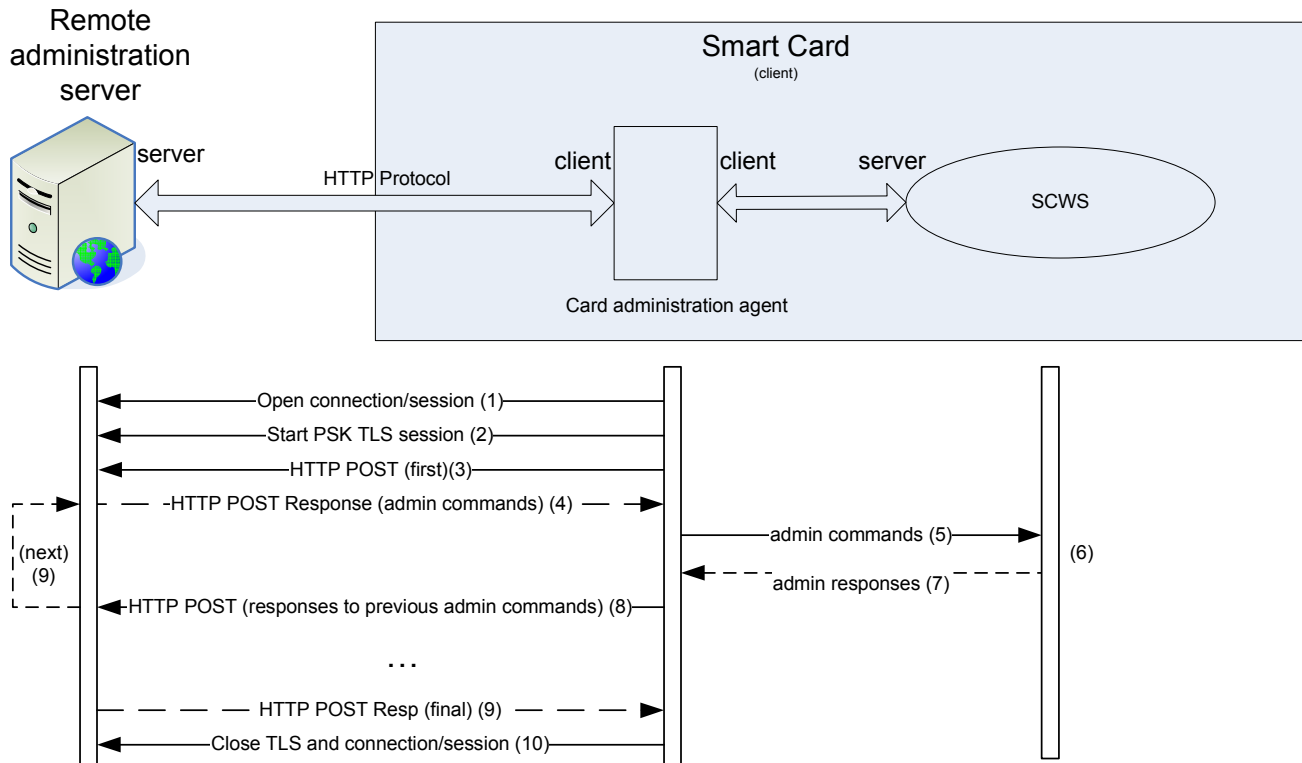 Remote
administration
server
Smart Card
(client)
server
HTTP Protocol
client
client
server
SCWS
Card administration agent
Open connection/session (1)
Start PSK TLS session (2)
HTTP POST (first)(3)
HTTP POST Response (admin commands) (4)
admin commands (5)
(next)
(9)
(6)
admin responses (7)
HTTP POST (responses to previous admin commands) (8)
...
HTTP POST Resp (final) (9)
Close TLS and connection/session (10)